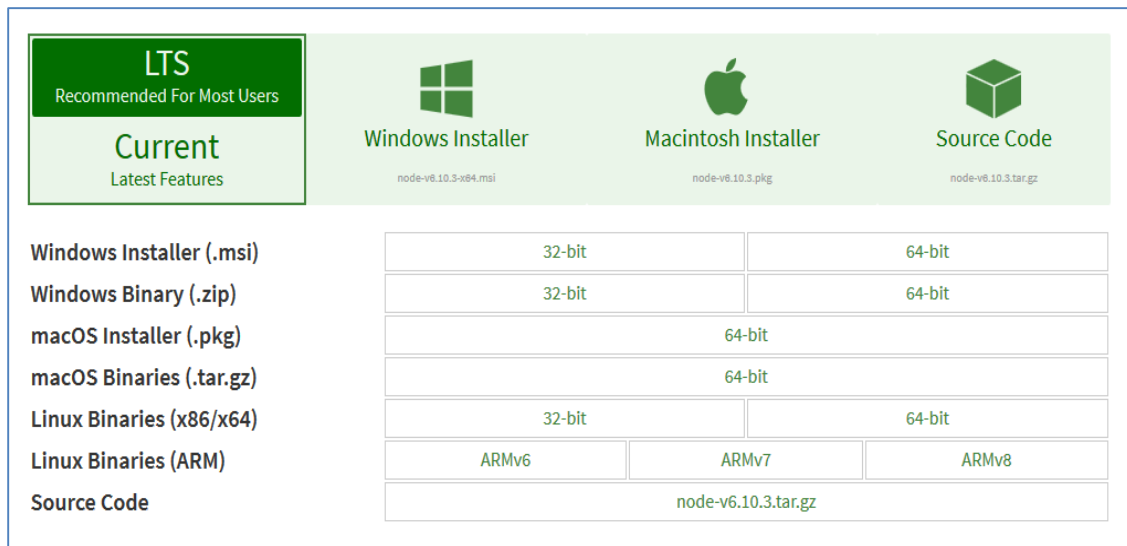 LTS
Recommended For Most Users
Current
Latest Features
Windows Installer
node-v6.10.3-x64.msi
Macintosh Installer
node-v6.10.3.pkg
Source Code
node-v6.10.3.tar.gz
Windows Installer (.msi) 32-bit 64-bit
Windows Binary (.zip) 32-bit 64-bit
macOS Installer (.pkg) 64-bit
macOS Binaries (.tar.gz) 64-bit
Linux Binaries (x86/x64) 32-bit 64-bit
Linux Binaries (ARM) ARMv6 ARMv7 ARMv8
Source Code node-v6.10.3.tar.gz